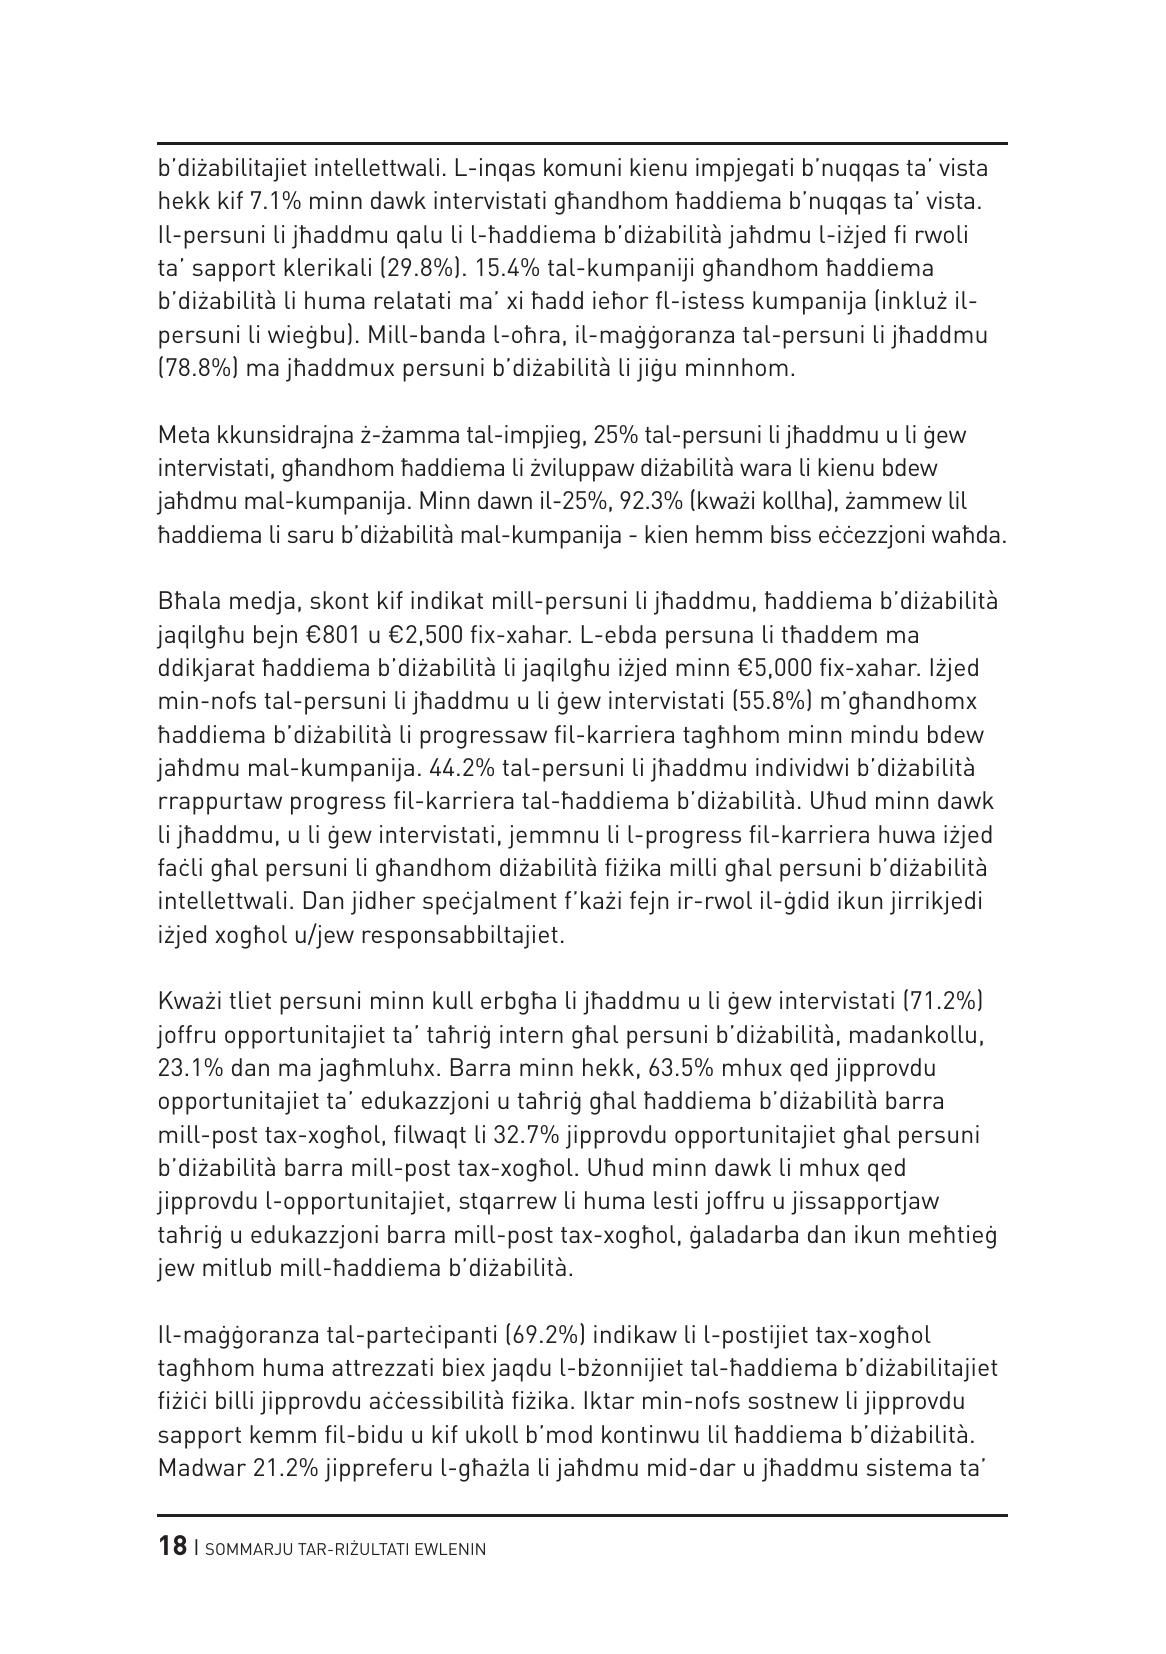 b’diżabilitajiet intellettwali. L-inqas komuni kienu impjegati b’nuqqas ta’ vista
hekk kif 7.1% minn dawk intervistati għandhom ħaddiema b’nuqqas ta’ vista.
Il-persuni li jħaddmu qalu li l-ħaddiema b’diżabilità jaħdmu l-iżjed fi rwoli
ta’ sapport klerikali (29.8%). 15.4% tal-kumpaniji għandhom ħaddiema
b’diżabilità li huma relatati ma’ xi ħadd ieħor fl-istess kumpanija (inkluż il-
persuni li wieġbu). Mill-banda l-oħra, il-maġġoranza tal-persuni li jħaddmu
(78.8%) ma jħaddmux persuni b’diżabilità li jiġu minnhom.
Meta kkunsidrajna ż-żamma tal-impjieg, 25% tal-persuni li jħaddmu u li ġew
intervistati, għandhom ħaddiema li żviluppaw diżabilità wara li kienu bdew
jaħdmu mal-kumpanija. Minn dawn il-25%, 92.3% (kważi kollha), żammew lil
ħaddiema li saru b’diżabilità mal-kumpanija - kien hemm biss eċċezzjoni waħda.
Bħala medja, skont kif indikat mill-persuni li jħaddmu, ħaddiema b’diżabilità
jaqilgħu bejn €801 u €2,500 fix-xahar. L-ebda persuna li tħaddem ma
ddikjarat ħaddiema b’diżabilità li jaqilgħu iżjed minn €5,000 fix-xahar. Iżjed
min-nofs tal-persuni li jħaddmu u li ġew intervistati (55.8%) m’għandhomx
ħaddiema b’diżabilità li progressaw fil-karriera tagħhom minn mindu bdew
jaħdmu mal-kumpanija. 44.2% tal-persuni li jħaddmu individwi b’diżabilità
rrappurtaw progress fil-karriera tal-ħaddiema b’diżabilità. Uħud minn dawk
li jħaddmu, u li ġew intervistati, jemmnu li l-progress fil-karriera huwa iżjed
faċli għal persuni li għandhom diżabilità fiżika milli għal persuni b’diżabilità
intellettwali. Dan jidher speċjalment f’każi fejn ir-rwol il-ġdid ikun jirrikjedi
iżjed xogħol u/jew responsabbiltajiet.
Kważi tliet persuni minn kull erbgħa li jħaddmu u li ġew intervistati (71.2%)
joffru opportunitajiet ta’ taħriġ intern għal persuni b’diżabilità, madankollu,
23.1% dan ma jagħmluhx. Barra minn hekk, 63.5% mhux qed jipprovdu
opportunitajiet ta’ edukazzjoni u taħriġ għal ħaddiema b’diżabilità barra
mill-post tax-xogħol, filwaqt li 32.7% jipprovdu opportunitajiet għal persuni
b’diżabilità barra mill-post tax-xogħol. Uħud minn dawk li mhux qed
jipprovdu l-opportunitajiet, stqarrew li huma lesti joffru u jissapportjaw
taħriġ u edukazzjoni barra mill-post tax-xogħol, ġaladarba dan ikun meħtieġ
jew mitlub mill-ħaddiema b’diżabilità.
Il-maġġoranza tal-parteċipanti (69.2%) indikaw li l-postijiet tax-xogħol
tagħhom huma attrezzati biex jaqdu l-bżonnijiet tal-ħaddiema b’diżabilitajiet
fiżiċi billi jipprovdu aċċessibilità fiżika. Iktar min-nofs sostnew li jipprovdu
sapport kemm fil-bidu u kif ukoll b’mod kontinwu lil ħaddiema b’diżabilità.
Madwar 21.2% jippreferu l-għażla li jaħdmu mid-dar u jħaddmu sistema ta’
18 | SOMMARJU TAR-RIŻULTATI EWLENIN